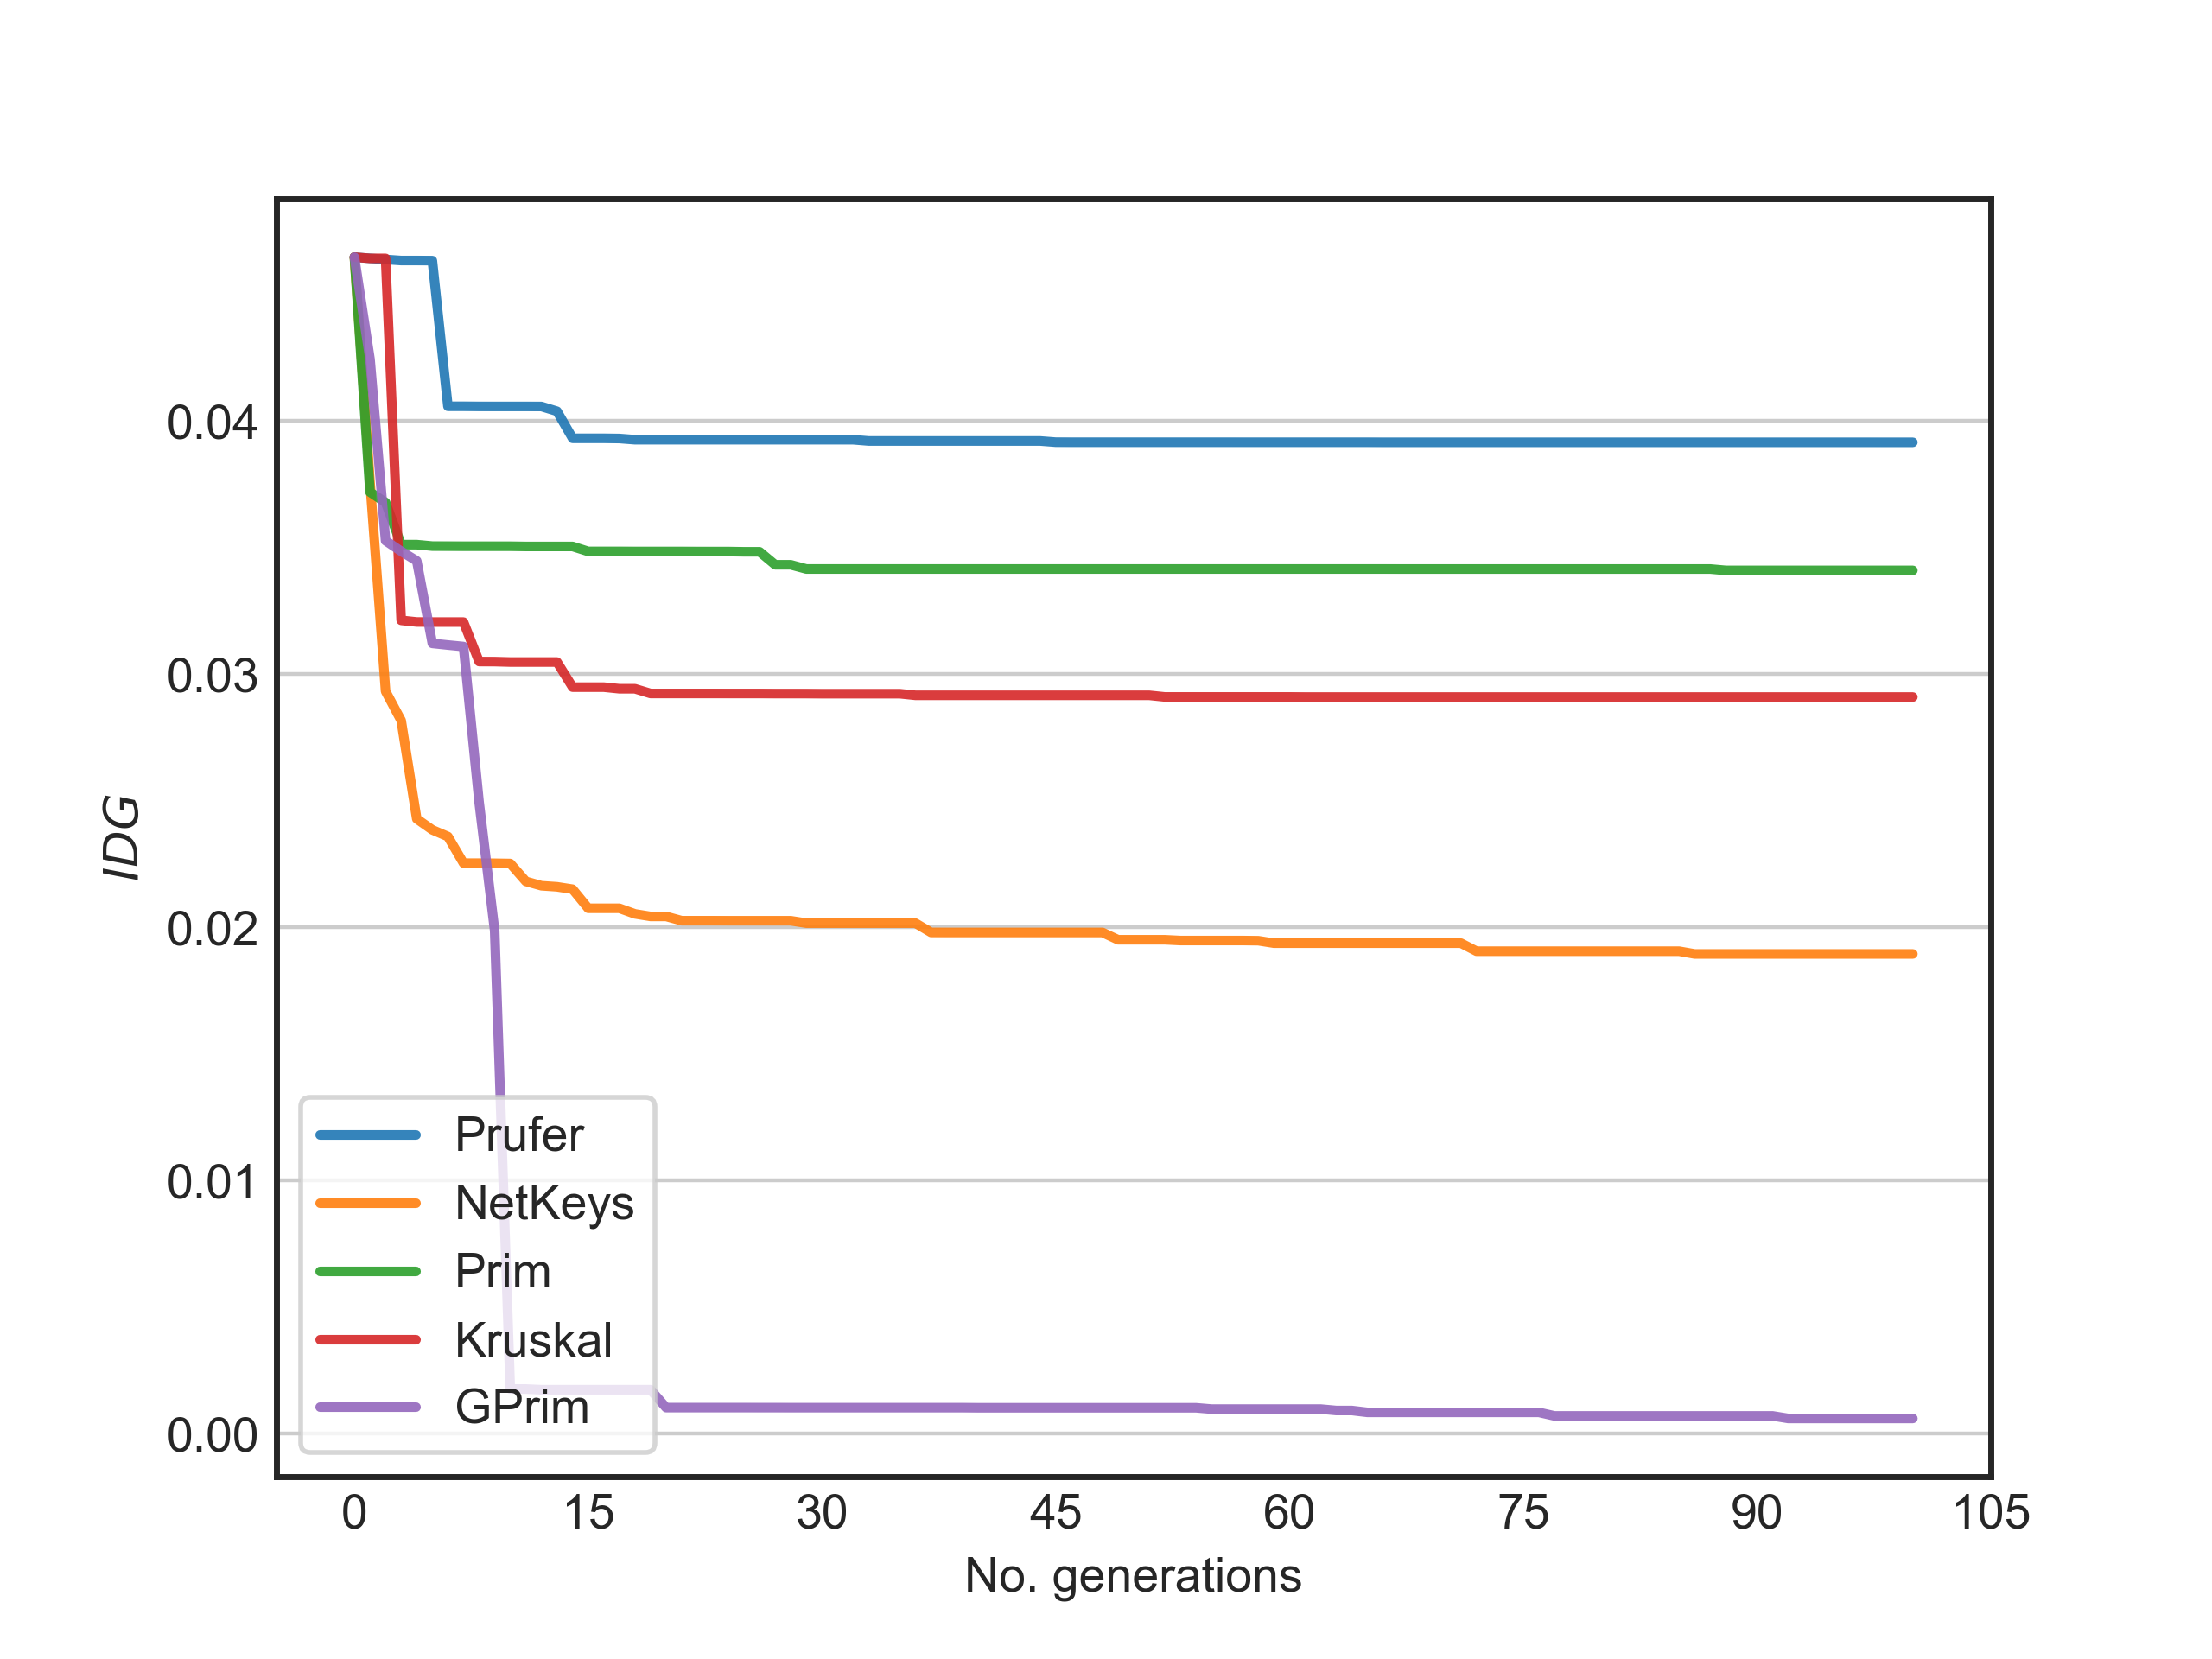 0.04
0.03
0.02
0.01
0.00
IDG
Prufer
NetKeys
Prim
Kruskal
GPrim
0 15 30 45 60 75 90 105
No. generations